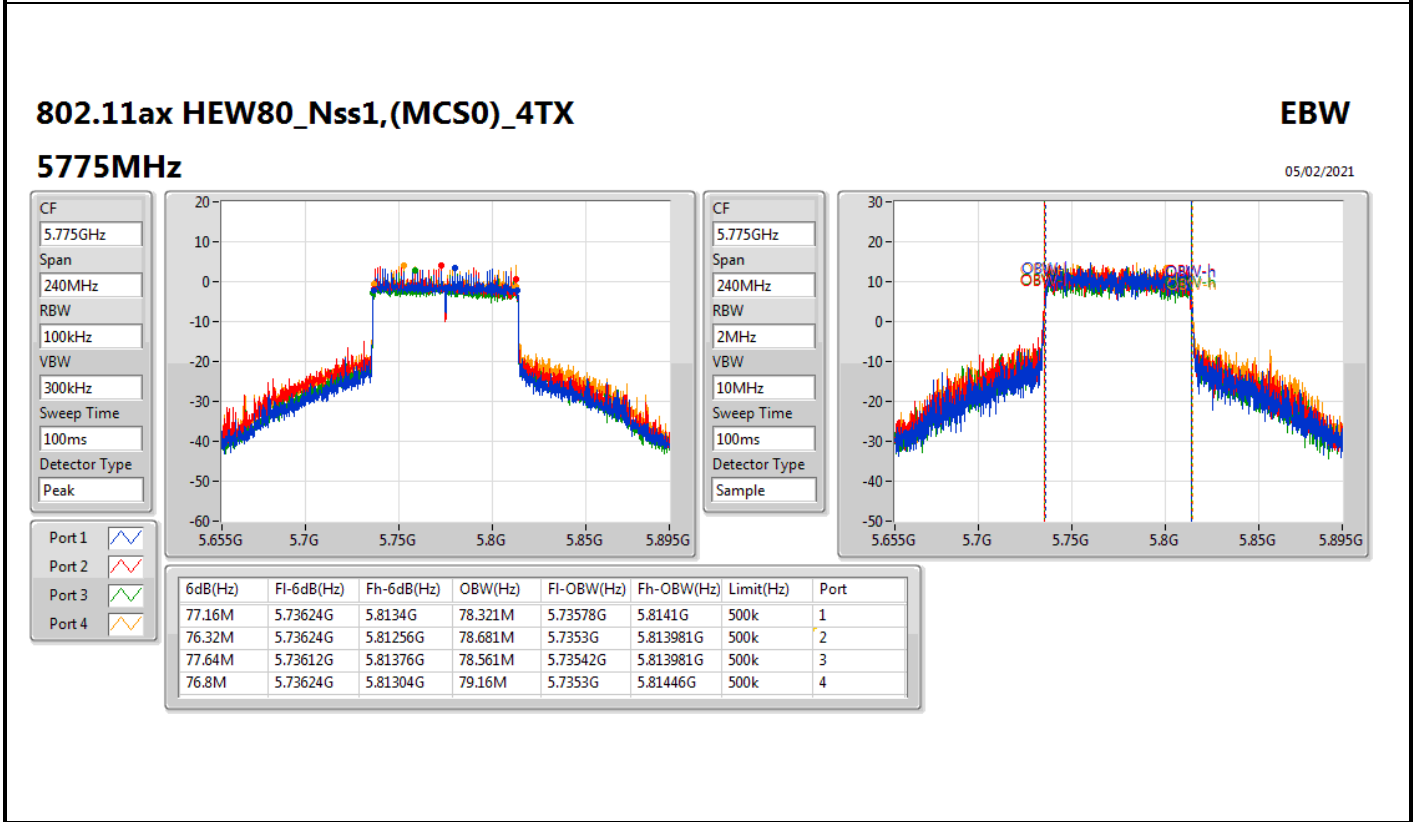 802.11ax HEW80_Nss1,(MCS0)_4TX EBW
5775MHz 05/02/2021
CF
5.775GHz
Span
240MHz
RBW
100kHz
VBW
300kHz
Sweep Time
100ms
Detector Type
Peak
20
10
0
-10
-20
-30
-40
-50
-60
5.655G 5.7G 5.75G 5.8G 5.85G 5.895G
CF
5.775GHz
Span
240MHz
RBW
2MHz
VBW
10MHz
Sweep Time
100ms
Detector Type
Sample
30
20
10
0
-10
-20
-30
-40
-50
OBW-h
OBW-h
5.655G 5.7G 5.75G 5.8G 5.85G 5.895G
Port 1
Port 2
Port 3
Port 4
6dB(Hz) Fl-6dB(Hz) Fh-6dB(Hz) OBW(Hz) Fl-OBW(Hz) Fh-OBW(Hz) Limit(Hz) Port
77.16M 5.73624G 5.8134G 78.321M 5.73578G 5.8141G 500k 1
76.32M 5.73624G 5.81256G 78.681M 5.7353G 5.813981G 500k 2
77.64M 5.73612G 5.81376G 78.561M 5.73542G 5.813981G 500k 3
76.8M 5.73624G 5.81304G 79.16M 5.7353G 5.81446G 500k 4